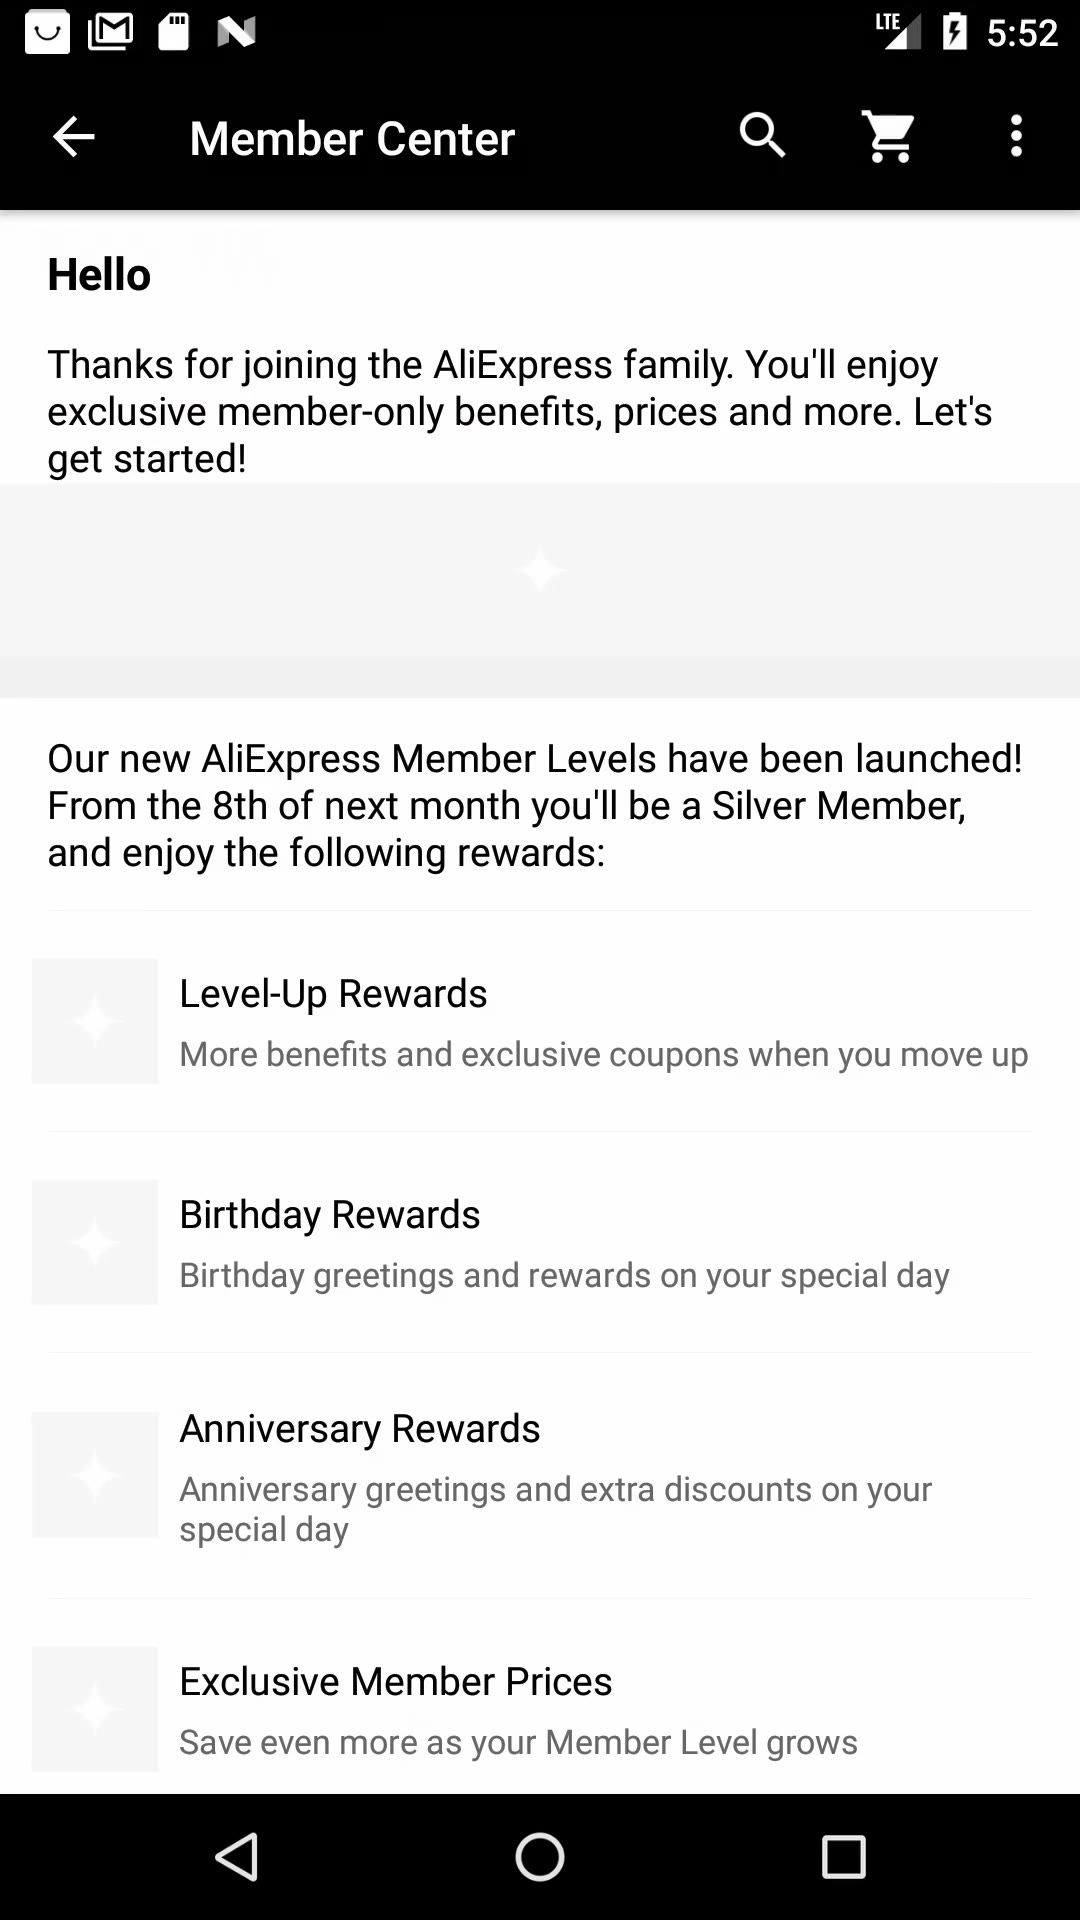 LTE 5:52
Member Center
Hello
Thanks for joining the AliExpress family. You'll enjoy
exclusive member-only benefits, prices and more. Let's
get started!
Our new AliExpress Member Levels have been launched!
From the 8th of next month you'll be a Silver Member,
and enjoy the following rewards:
Level-Up Rewards
More benefits and exclusive coupons when you move up
Birthday Rewards
Birthday greetings and rewards on your special day
Anniversary Rewards
Anniversary greetings and extra discounts on your
special day
Exclusive Member Prices
Save even more as your Member Level grows